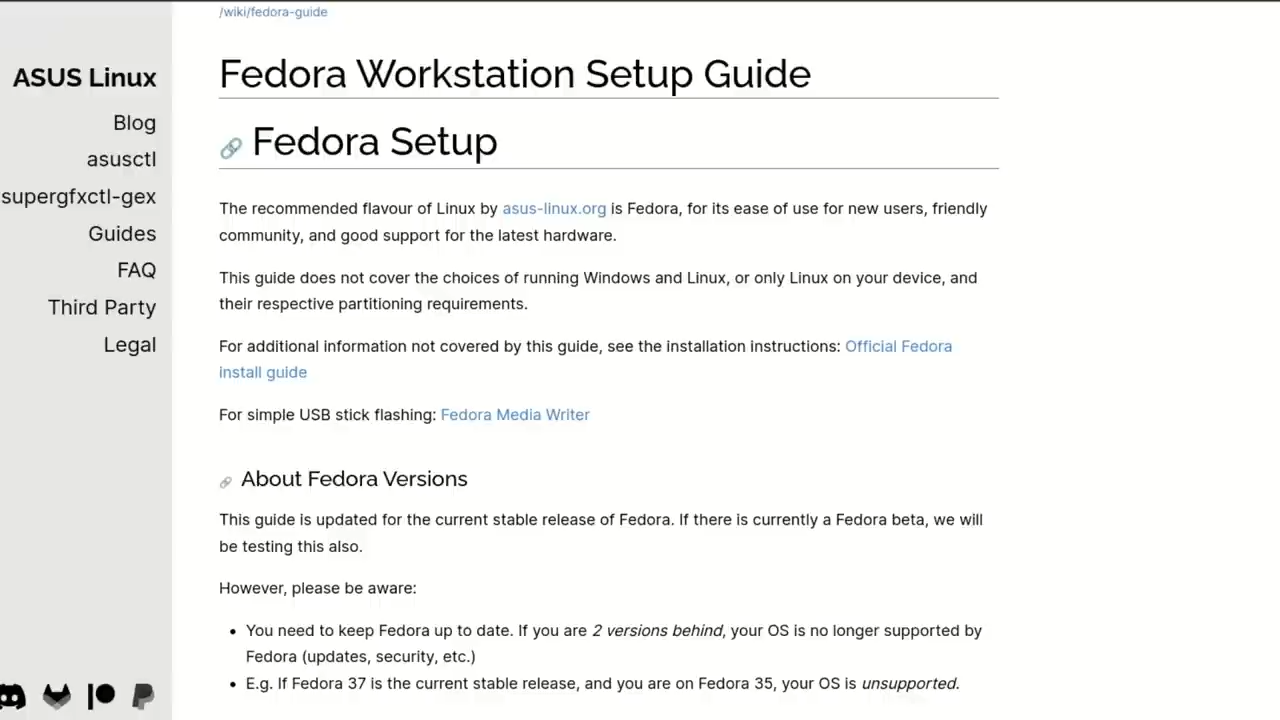 /wiki/fedora-guide
ASUS Linux
Blog
asusctl
supergfxctl-gex
Guides
FAQ
Third Party
Legal
Fedora Workstation Setup Guide
Fedora Setup
The recommended flavour of Linux by asus-linux.org is Fedora, for its ease of use for new users, friendly
community, and good support for the latest hardware.
This guide does not cover the choices of running Windows and Linux, or only Linux on your device, and
their respective partitioning requirements.
For additional information not covered by this guide, see the installation instructions: Official Fedora
install guide
For simple USB stick flashing: Fedora Media Writer
About Fedora Versions
This guide is updated for the current stable release of Fedora. If there is currently a Fedora beta, we will
be testing this also.
However, please be aware:
• You need to keep Fedora up to date. If you are 2 versions behind, your OS is no longer supported by
Fedora (updates, security, etc.)
• E.g. If Fedora 37 is the current stable release, and you are on Fedora 35, your OS is unsupported.